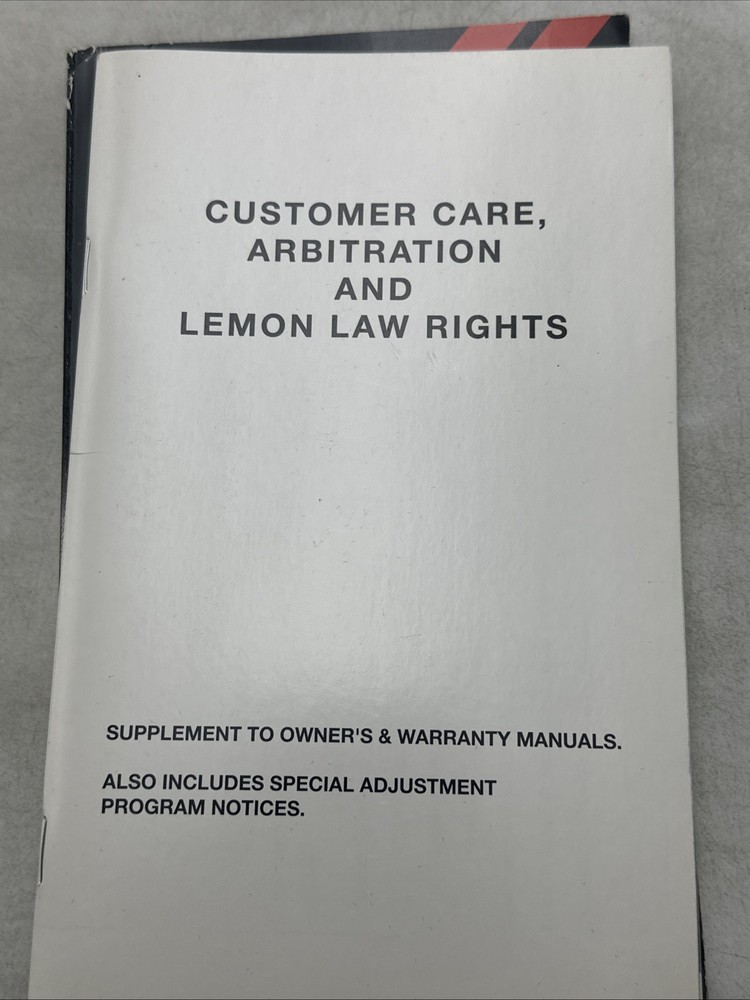 CUSTOMER CARE,
ARBITRATION
AND
LEMON LAW RIGHTS
SUPPLEMENT TO OWNER'S & WARRANTY MANUALS.
ALSO INCLUDES SPECIAL ADJUSTMENT
PROGRAM NOTICES.